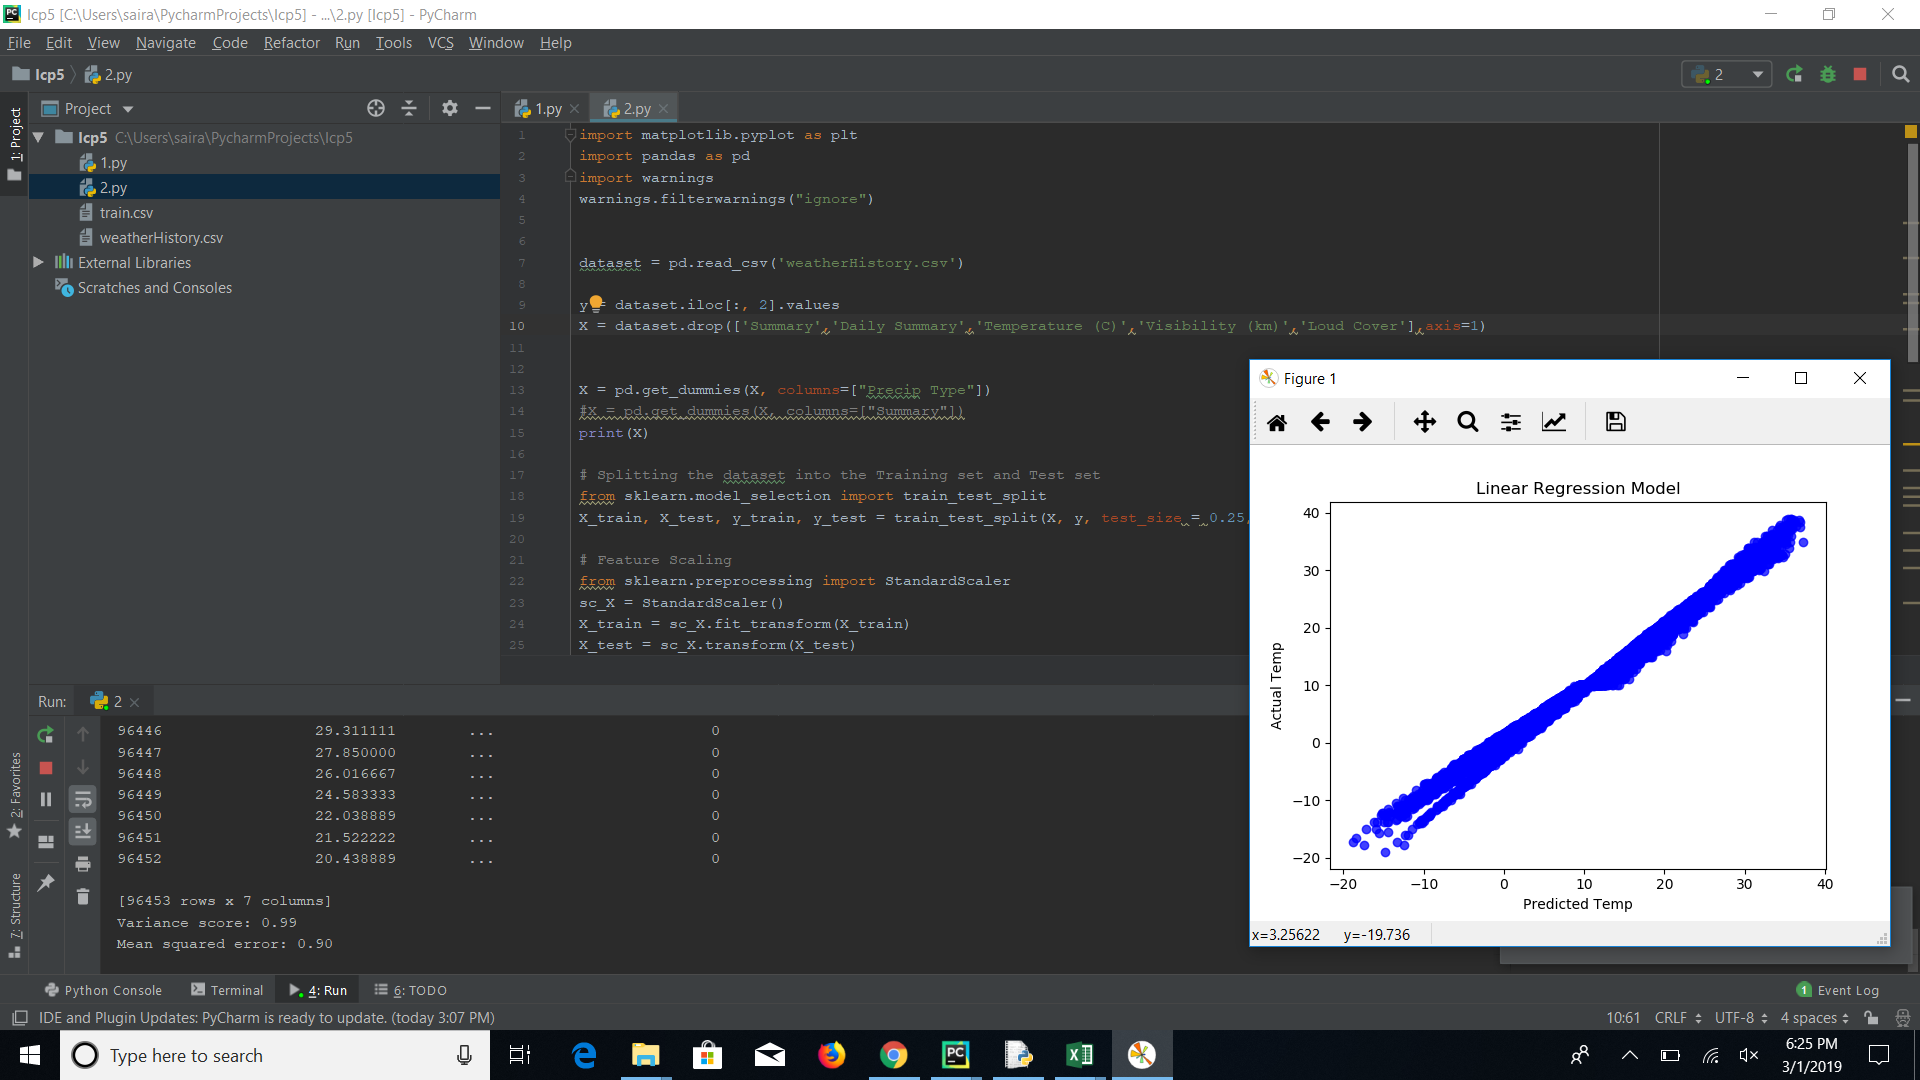 Icp5 [C:\Users\saira\PycharmProjects\Icp5] - ...\2.py [Icp5] - PyCharm
File Edit View Navigate Code Refactor Run Tools VCS Window Help
Icp5 2.py
2
Project
1.py
2.py
1: Project
Icp5 C:\Users\saira\PycharmProjects\Icp5
1.py
2.py
train.csv
weatherHistory.csv
External Libraries
Scratches and Consoles
1 import matplotlib.pyplot as plt
2 import pandas as pd
3 import warnings
4 warnings.filterwarnings("ignore")
5
6
7 dataset = pd.read_csv('weatherHistory.csv')
8
9 y = dataset.iloc[:, 2].values
10 X = dataset.drop(['Summary','Daily Summary','Temperature (C)','Visibility (km)','Loud Cover'],axis=1)
11
12
13 X = pd.get_dummies(X, columns=["Precip Type"])
14 #X = pd.get_dummies(X, columns=["Summary"])
15 print(X)
16
17 # Splitting the dataset into the Training set and Test set
18 from sklearn.model_selection import train_test_split
19 X_train, X_test, y_train, y_test = train_test_split(X, y, test_size = 0.25,
20
21 # Feature Scaling
22 from sklearn.preprocessing import StandardScaler
23 sc_X = StandardScaler()
24 X_train = sc_X.fit_transform(X_train)
25 X_test = sc_X.transform(X_test)
Figure 1
Linear Regression Model
Actual Temp
40
30
20
10
0
−10
−20
−20 −10 0 10 20 30 40
Predicted Temp
x=3.25622 y=-19.736
Run: 2
96446 29.311111 ... 0
96447 27.850000 ... 0
96448 26.016667 ... 0
96449 24.583333 ... 0
96450 22.038889 ... 0
96451 21.522222 ... 0
96452 20.438889 ... 0
[96453 rows x 7 columns]
Variance score: 0.99
Mean squared error: 0.90
2: Favorites
7: Structure
Python Console Terminal 4: Run 6: TODO
1 Event Log
IDE and Plugin Updates: PyCharm is ready to update. (today 3:07 PM)
10:61 CRLF UTF-8 4 spaces
Type here to search
6:25 PM
3/1/2019